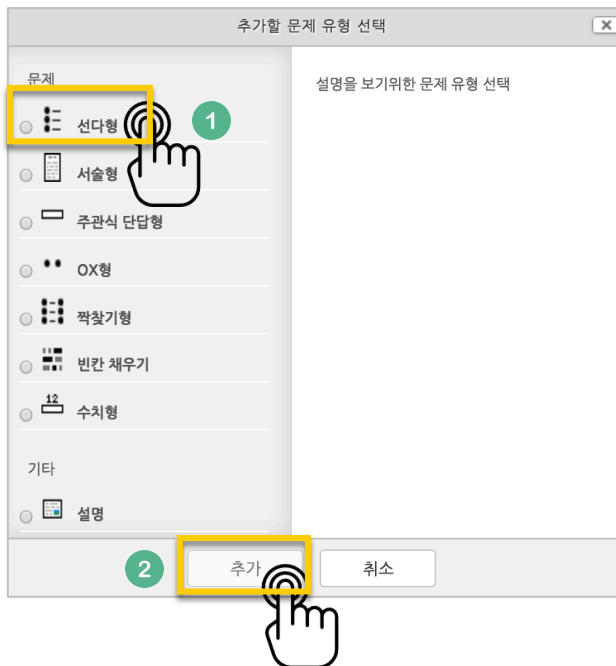 추가할 문제 유형 선택
문제
설명을 보기위한 문제 유형 선택
선다형
1
서술형
주관식 단답형
OX형
짝찾기형
빈칸 채우기
12
수치형
기타
설명
2
추가
취소